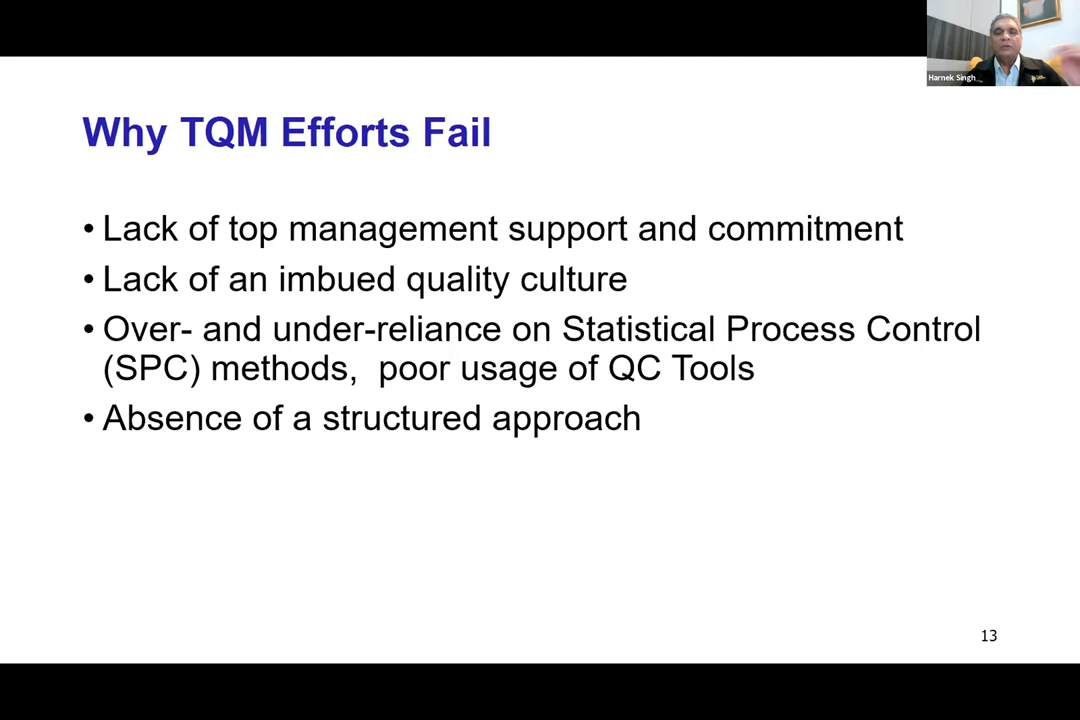 Harnek Singh
Why TQM Efforts Fail
• Lack of top management support and commitment
• Lack of an imbued quality culture
• Over- and under-reliance on Statistical Process Control
(SPC) methods,  poor usage of QC Tools
• Absence of a structured approach
13